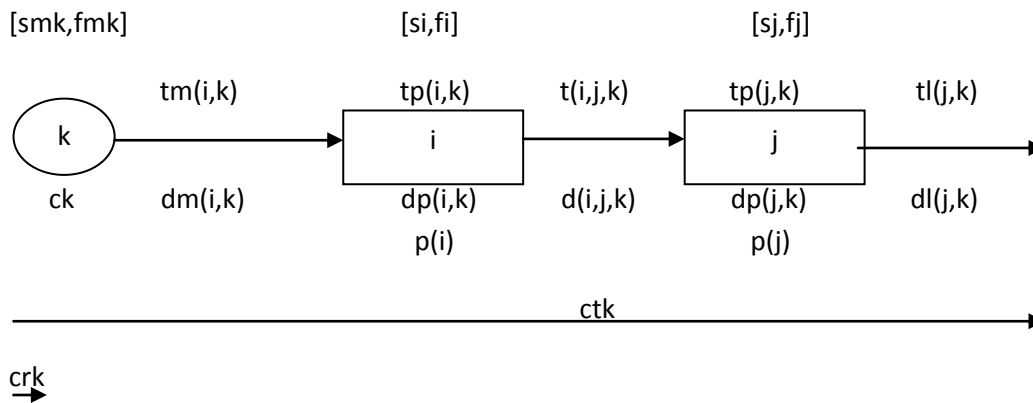 [smk,fmk] [si,fi] [sj,fj]
tm(i,k) tp(i,k) t(i,j,k) tp(j,k) tl(j,k)
k i j
ck dm(i,k) dp(i,k) d(i,j,k) dp(j,k) dl(j,k)
p(i) p(j)
ctk
crk